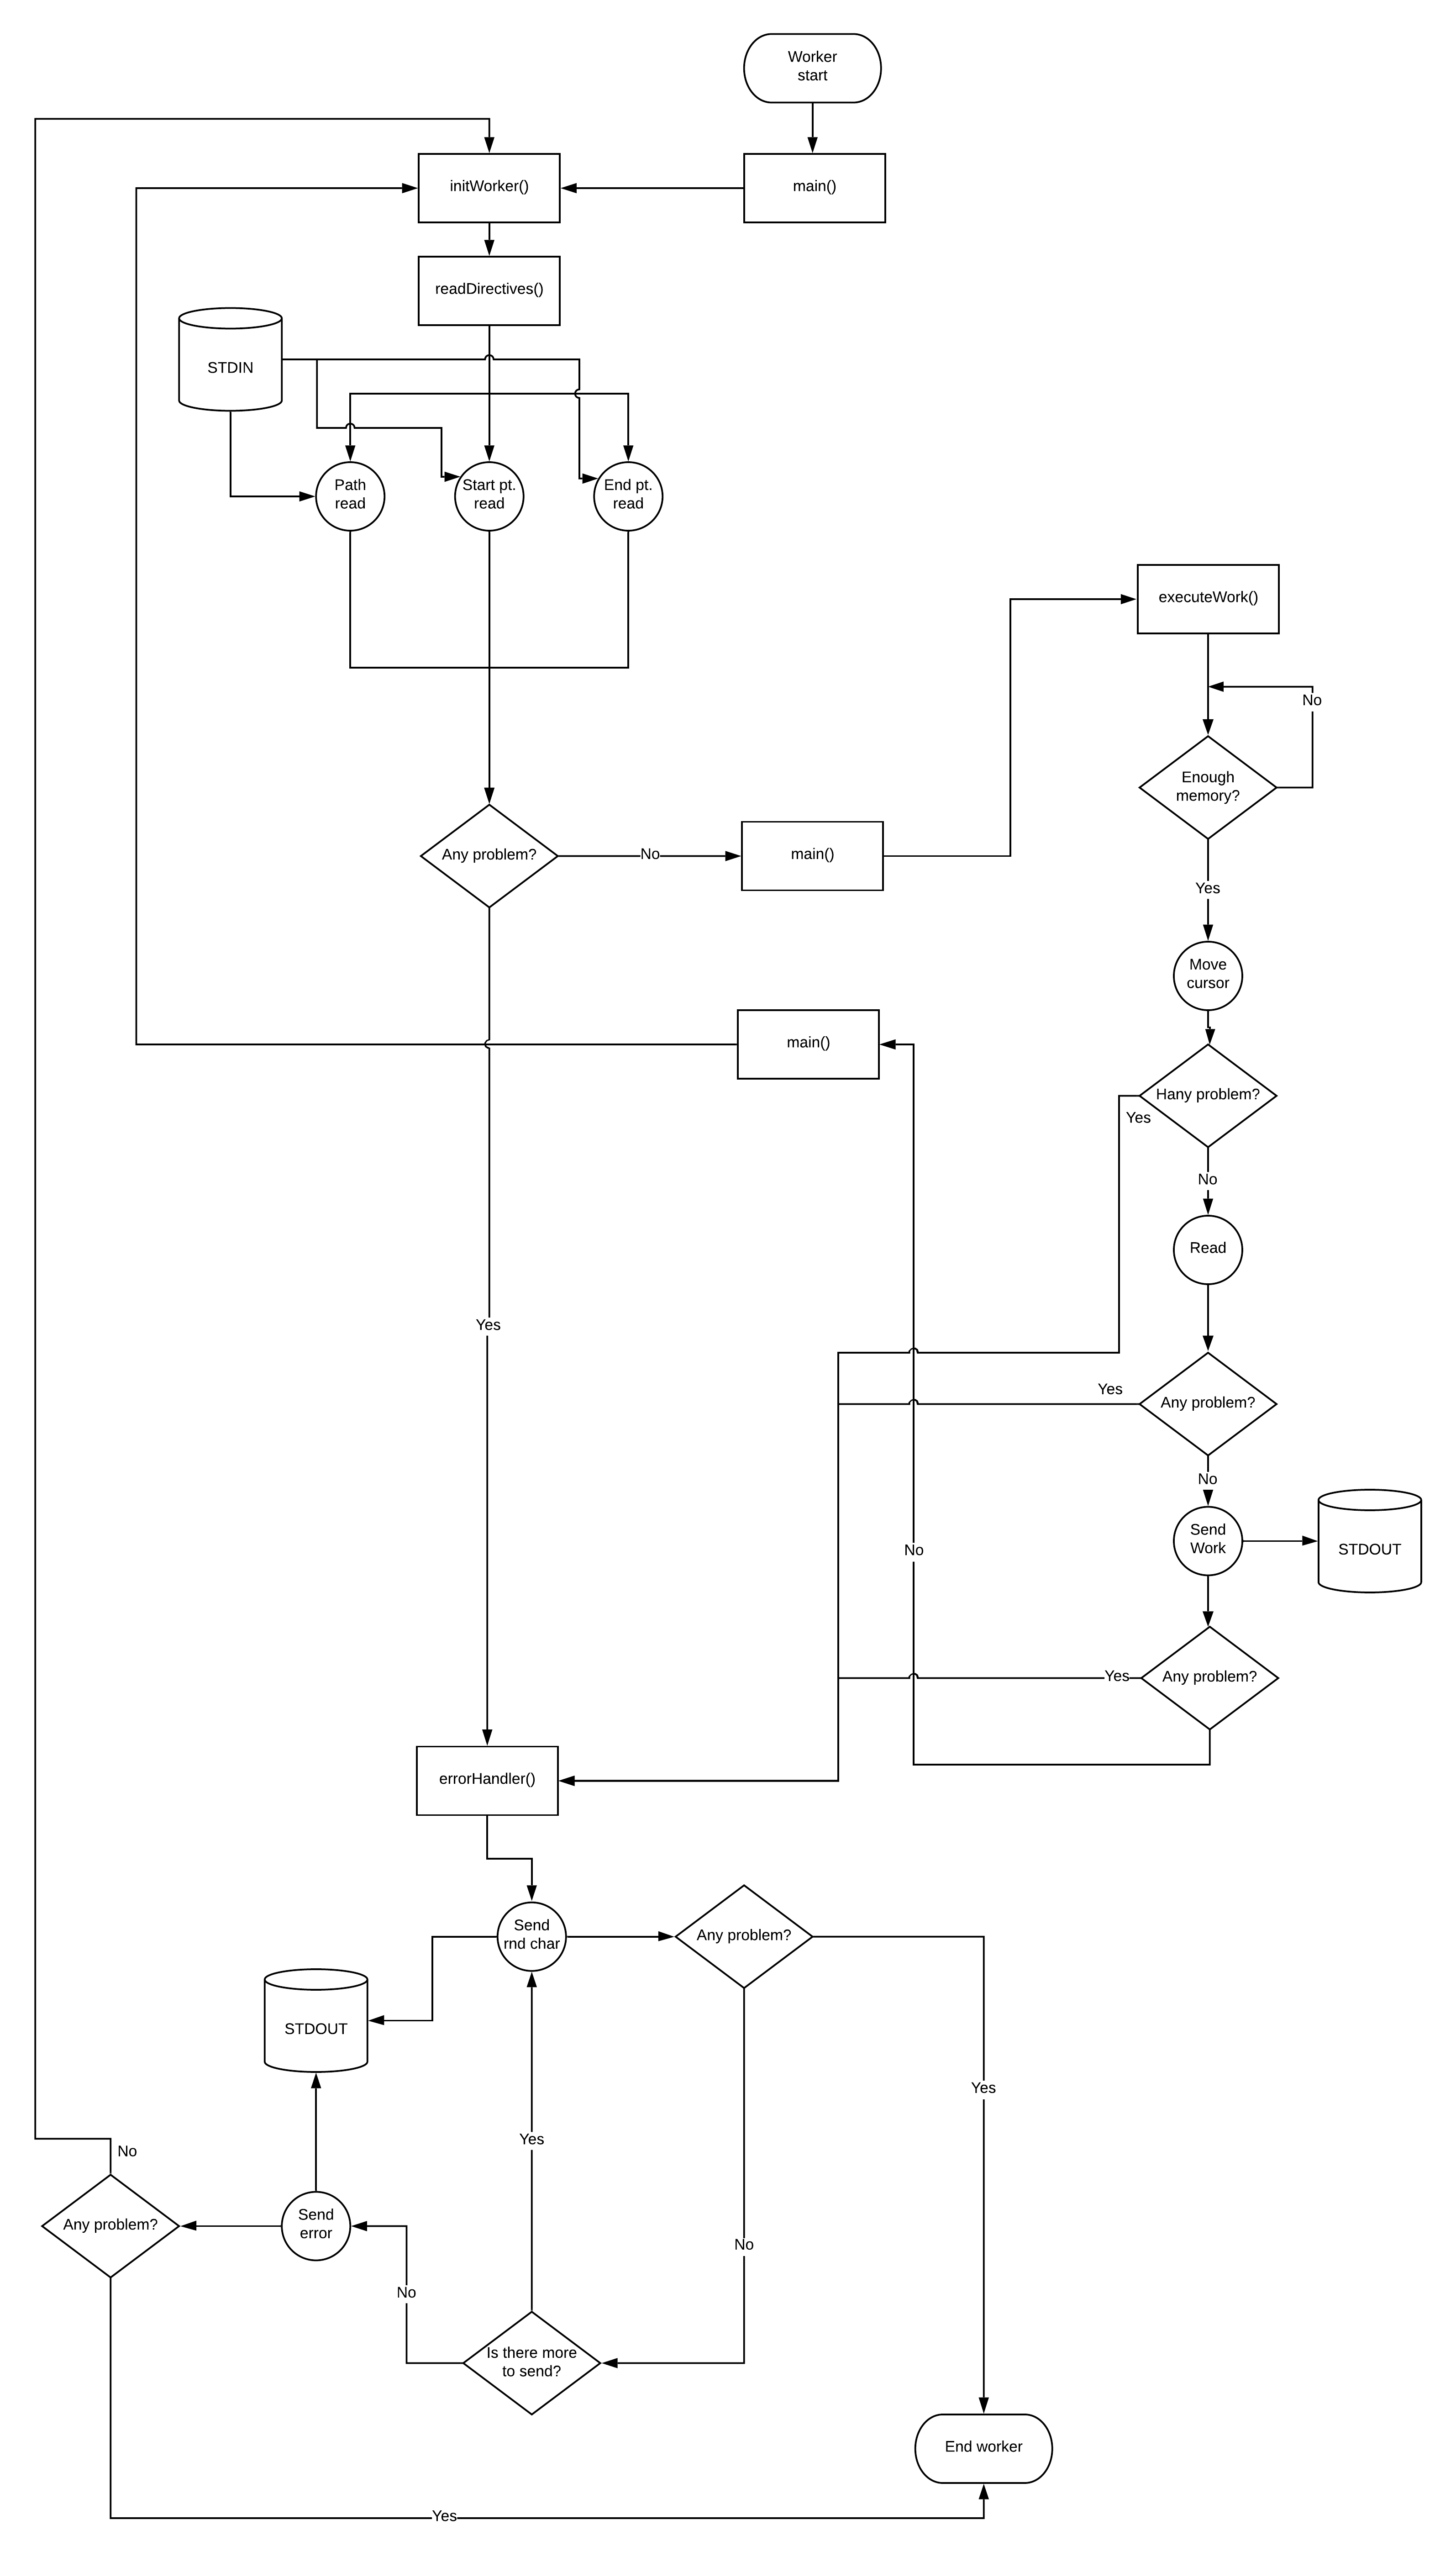 Worker
start
initWorker()
main()
readDirectives()
STDIN
Path
read
Start pt.
read
End pt.
read
executeWork()
No
Enough
memory?
Any problem?
No
main()
Yes
Move
cursor
main()
Hany problem?
Yes
No
Read
Yes
Yes
Any problem?
No
Send
Work
STDOUT
No
Yes
Any problem?
errorHandler()
Send
rnd char
Any problem?
STDOUT
Yes
Yes
No
Any problem?
Send
error
No
No
Is there more
to send?
End worker
Yes